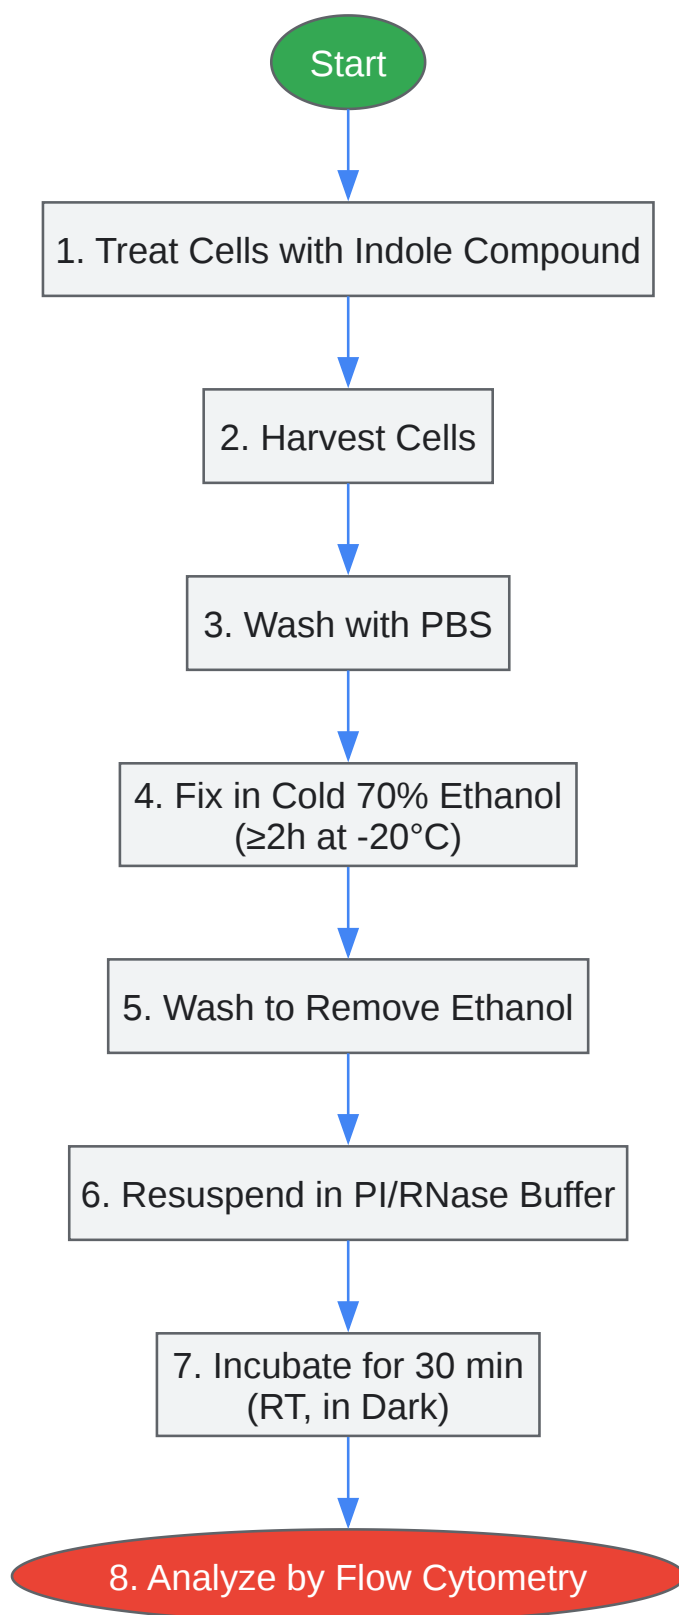 Start
1. Treat Cells with Indole Compound
2. Harvest Cells
3. Wash with PBS
4. Fix in Cold 70% Ethanol
(≥2h at -20°C)
5. Wash to Remove Ethanol
6. Resuspend in PI/RNase Buffer
7. Incubate for 30 min
(RT, in Dark)
8. Analyze by Flow Cytometry